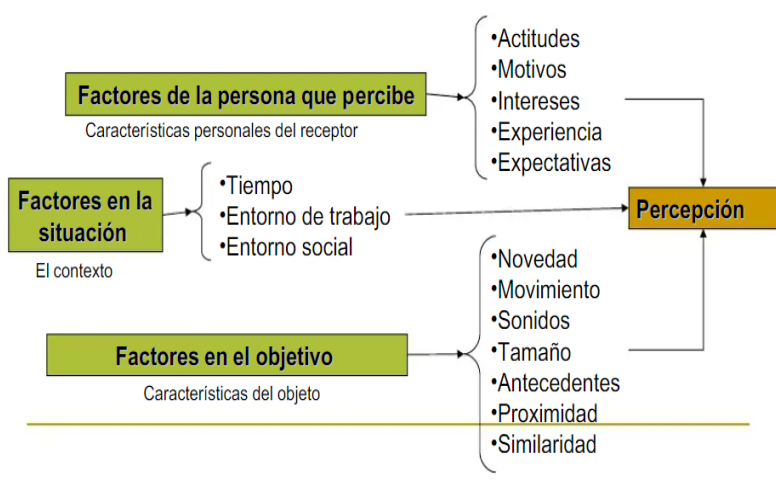 Factores de la persona que percibe
Características personales del receptor
•Actitudes
•Motivos
•Intereses
•Experiencia
•Expectativas
Factores en la
situación
El contexto
•Tiempo
•Entorno de trabajo
•Entorno social
Percepción
Factores en el objetivo
Características del objeto
•Novedad
•Movimiento
•Sonidos
•Tamaño
•Antecedentes
•Proximidad
•Similaridad